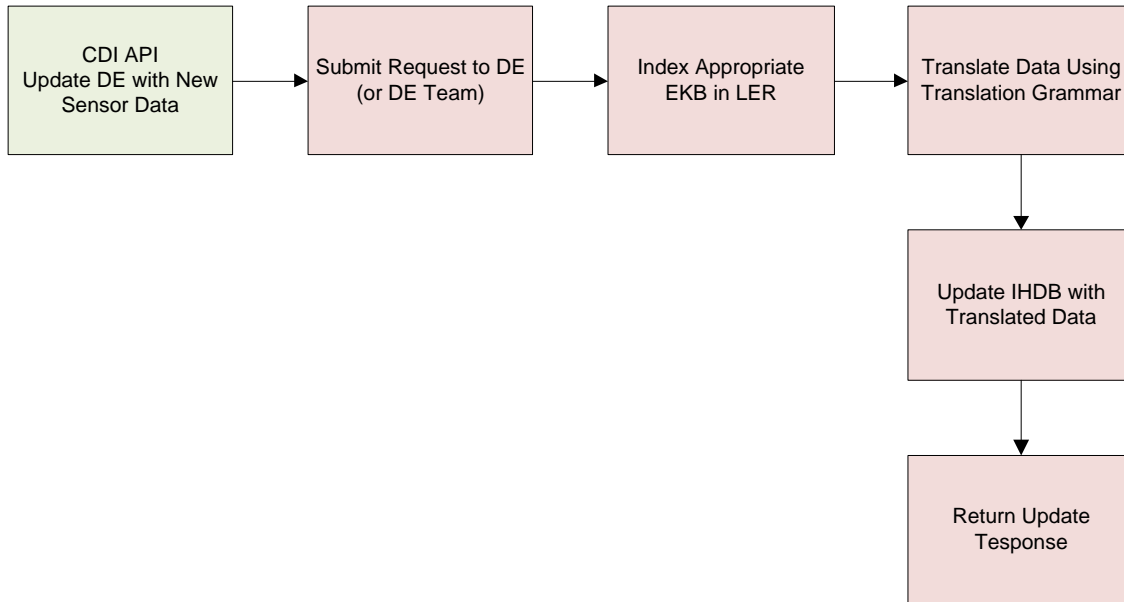 CDI API
Update DE with New
Sensor Data
Submit Request to DE
(or DE Team)
Index Appropriate
EKB in LER
Translate Data Using
Translation Grammar
Update IHDB with
Translated Data
Return Update
Tesponse